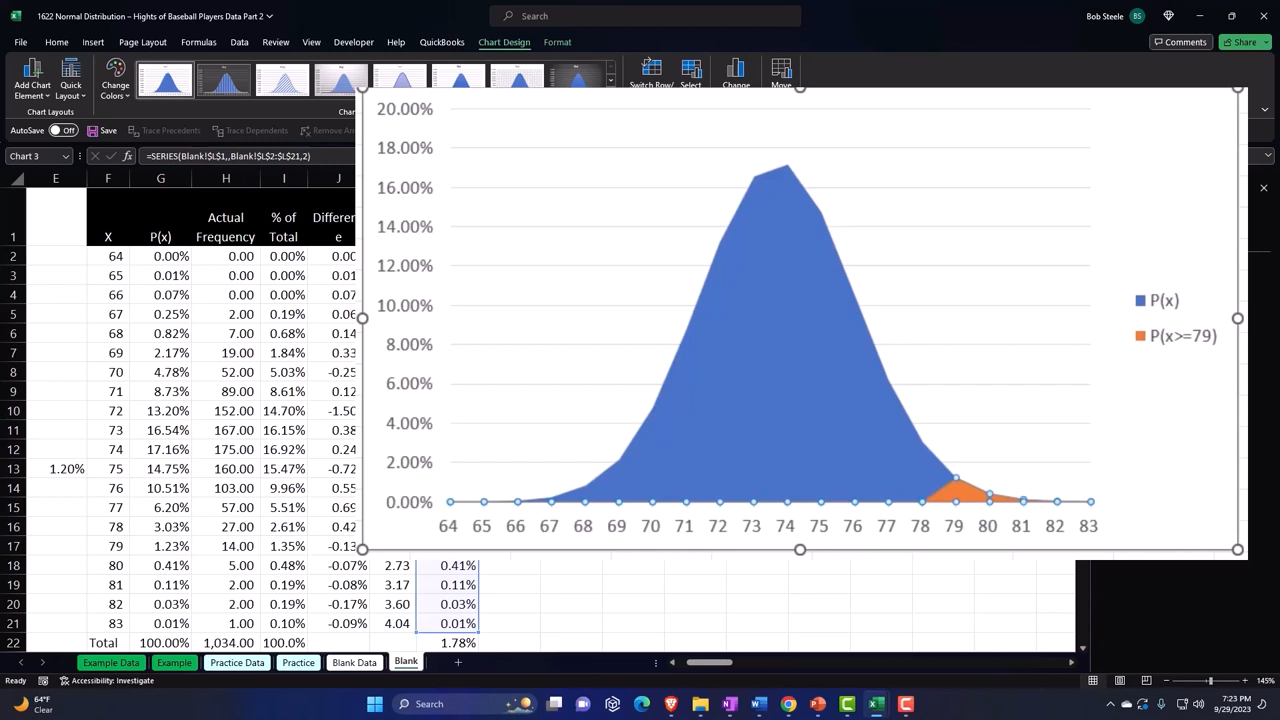 1622 Normal Distribution – Hights of Baseball Players Data Part 2
Search
Bob Steele BS
File Home Insert Page Layout Formulas Data Review View Developer Help QuickBooks Chart Design Format
Comments Share
Add Chart Element
Quick Layout
Change Colors
Switch Row/
Select
Change
Move
Chart Layouts
AutoSave Off Save Trace Precedents Trace Dependents
Chart 3 fx =SERIES(Blank!$L$1,,Blank!$L$2:$L$21,2)
E F G H I J
1 X P(x) Actual Frequency % of Total Differenc e
2 64 0.00% 0.00 0.00% 0.00
3 65 0.01% 0.00 0.00% 0.01
4 66 0.07% 0.00 0.00% 0.07
5 67 0.25% 2.00 0.19% 0.06
6 68 0.82% 7.00 0.68% 0.14
7 69 2.17% 19.00 1.84% 0.33
8 70 4.78% 52.00 5.03% -0.25
9 71 8.73% 89.00 8.61% 0.12
10 72 13.20% 152.00 14.70% -1.50
11 73 16.54% 167.00 16.15% 0.38
12 74 17.16% 175.00 16.92% 0.24
13 1.20% 75 14.75% 160.00 15.47% -0.72
14 76 10.51% 103.00 9.96% 0.55
15 77 6.20% 57.00 5.51% 0.69
16 78 3.03% 27.00 2.61% 0.42
17 79 1.23% 14.00 1.35% -0.13
18 80 0.41% 5.00 0.48% -0.07% 2.73 0.41%
19 81 0.11% 2.00 0.19% -0.08% 3.17 0.11%
20 82 0.03% 2.00 0.19% -0.17% 3.60 0.03%
21 83 0.01% 1.00 0.10% -0.09% 4.04 0.01%
22 Total 100.00% 1,034.00 100.0% 1.78%
20.00%
18.00%
16.00%
14.00%
12.00%
10.00%
8.00%
6.00%
4.00%
2.00%
0.00%
64 65 66 67 68 69 70 71 72 73 74 75 76 77 78 79 80 81 82 83
P(x)
P(x>=79)
Example Data Example Practice Data Practice Blank Data Blank
Ready Accessibility: Investigate 145%
64°F
Clear
Search
7:23 PM
9/29/2023